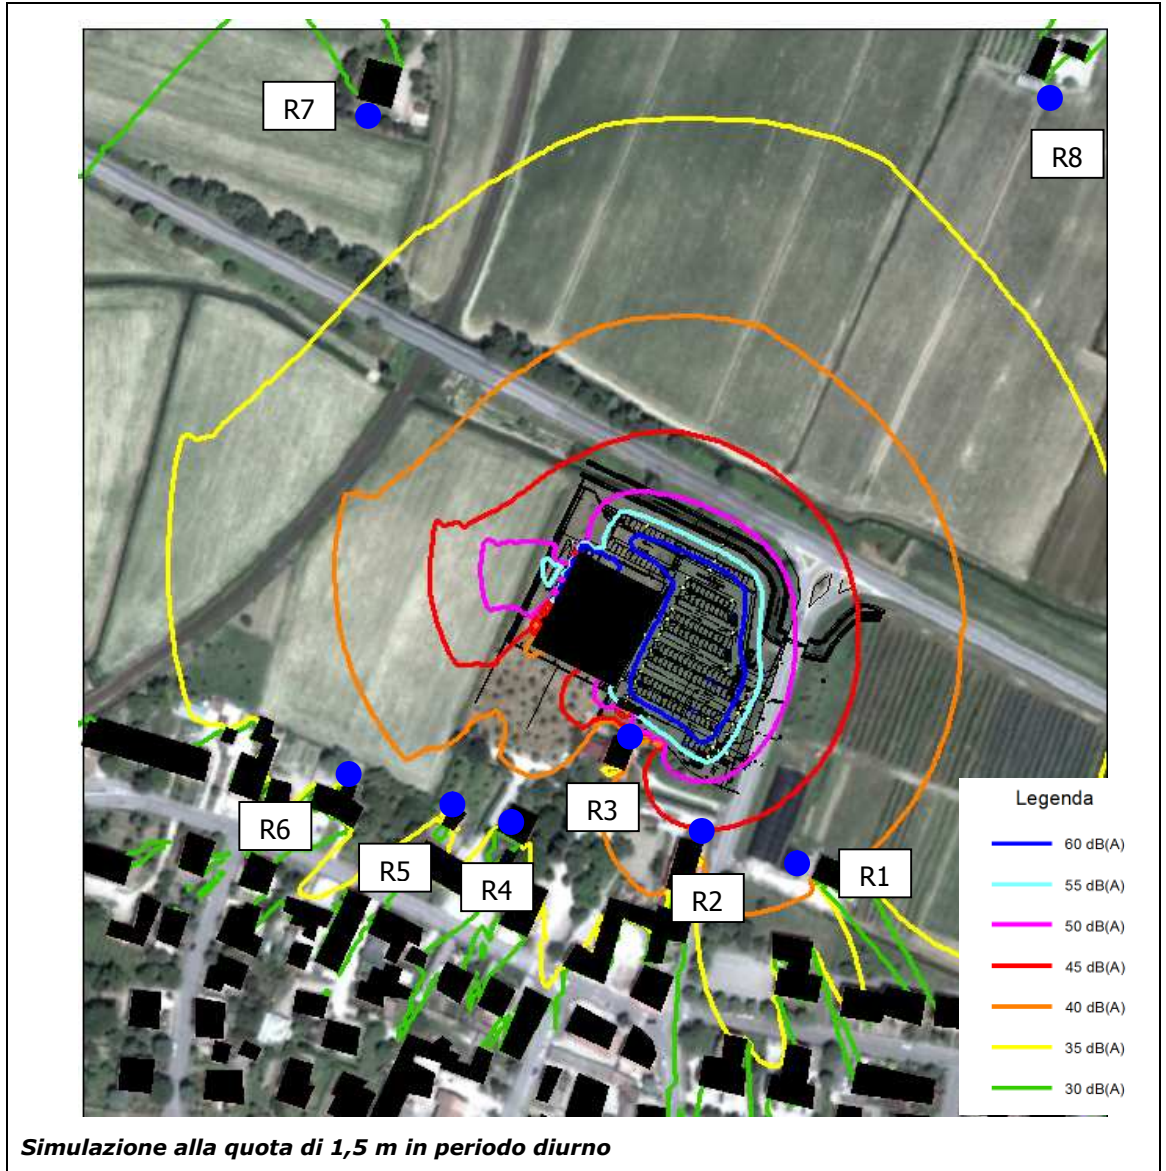 R7
R8
R3
R6
R5
R4
R2
R1
Legenda
60 dB(A)
55 dB(A)
50 dB(A)
45 dB(A)
40 dB(A)
35 dB(A)
30 dB(A)
Simulazione alla quota di 1,5 m in periodo diurno